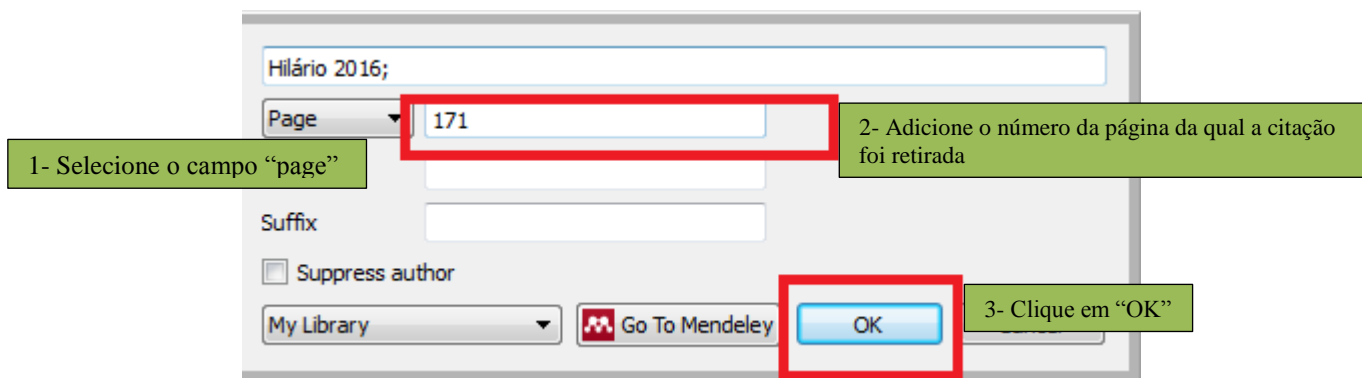 Hilário 2016;
Page
171
2- Adicione o número da página da qual a citação
foi retirada
1- Selecione o campo “page”
Suffix
Suppress author
My Library
Go To Mendeley
OK
3- Clique em “OK”